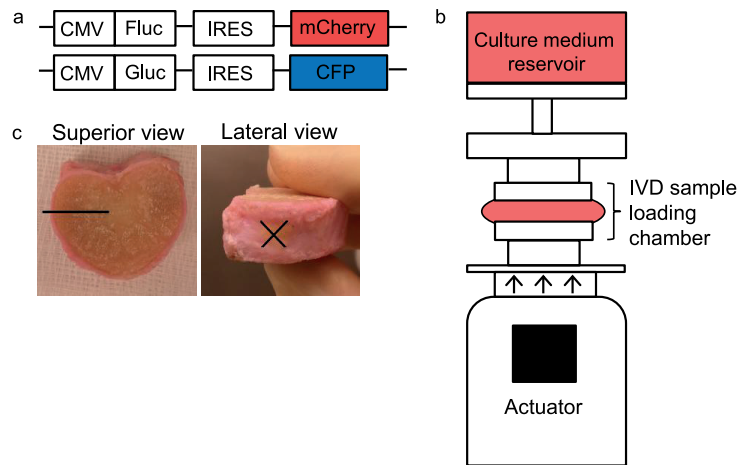 a
CMV Fluc IRES mCherry
CMV Gluc IRES CFP
b
Culture medium
reservoir
IVD sample
loading
chamber
Actuator
c
Superior view Lateral view